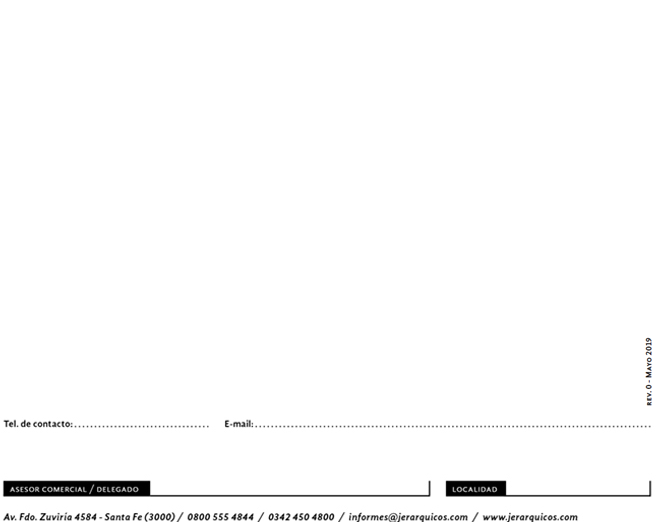 REV. 0 - MAYO 2019
Tel. de contacto:.................................. E-mail:....................................................................................................
ASESOR COMERCIAL / DELEGADO LOCALIDAD
Av. Fdo. Zuviría 4584 - Santa Fe (3000) / 0800 555 4844 / 0342 450 4800 / informes@jerarquicos.com / www.jerarquicos.com